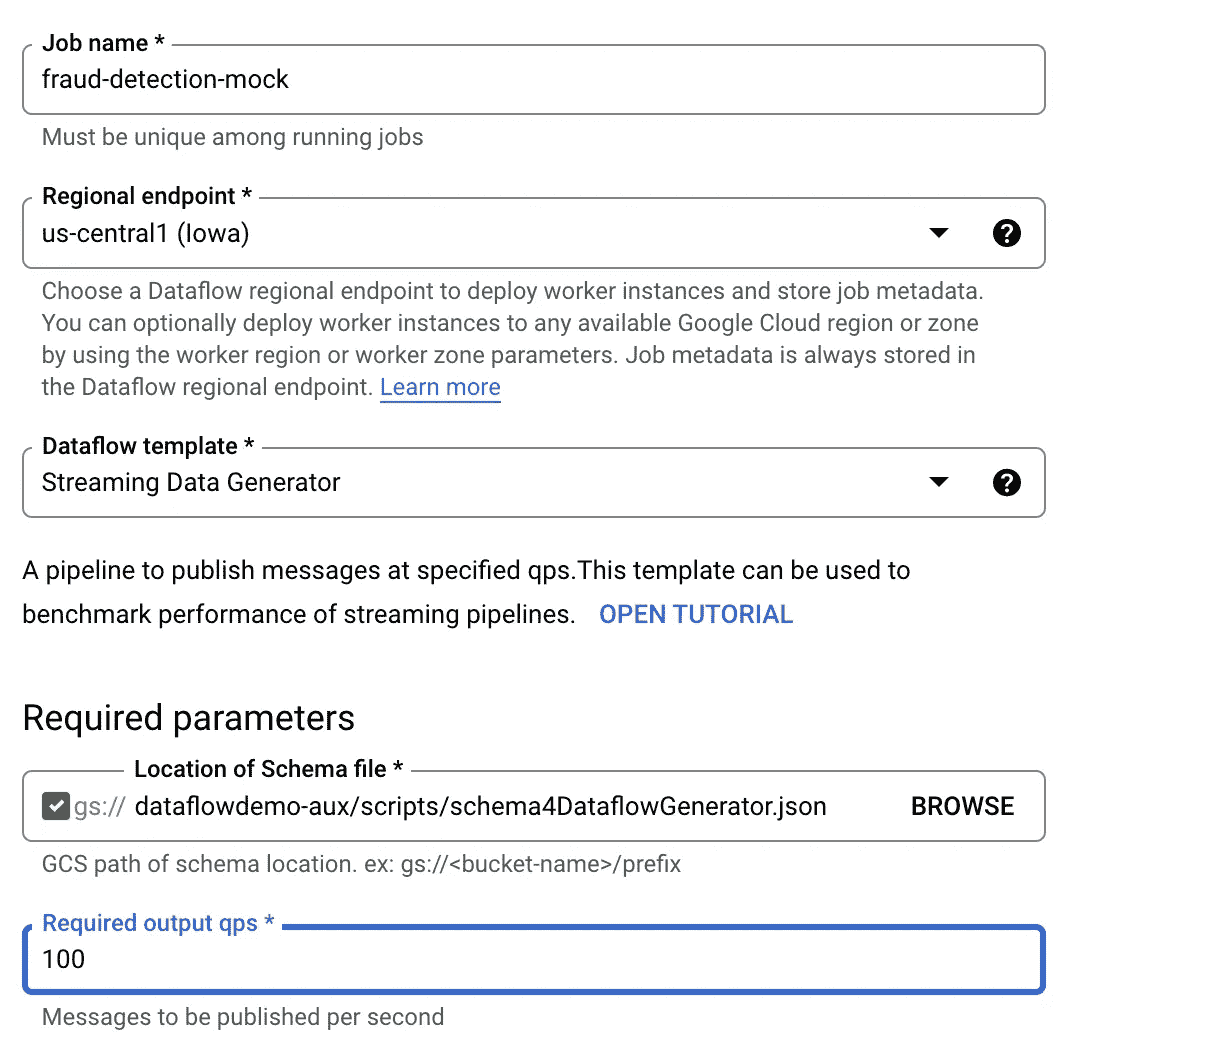 Job name *
fraud-detection-mock
Must be unique among running jobs
Regional endpoint *
us-central1 (Iowa)
Choose a Dataflow regional endpoint to deploy worker instances and store job metadata.
You can optionally deploy worker instances to any available Google Cloud region or zone
by using the worker region or worker zone parameters. Job metadata is always stored in
the Dataflow regional endpoint. Learn more
Dataflow template *
Streaming Data Generator
A pipeline to publish messages at specified qps.This template can be used to
benchmark performance of streaming pipelines. OPEN TUTORIAL
Required parameters
Location of Schema file *
gs:// dataflowdemo-aux/scripts/schema4DataflowGenerator.json BROWSE
GCS path of schema location. ex: gs://<bucket-name>/prefix
Required output qps *
100
Messages to be published per second